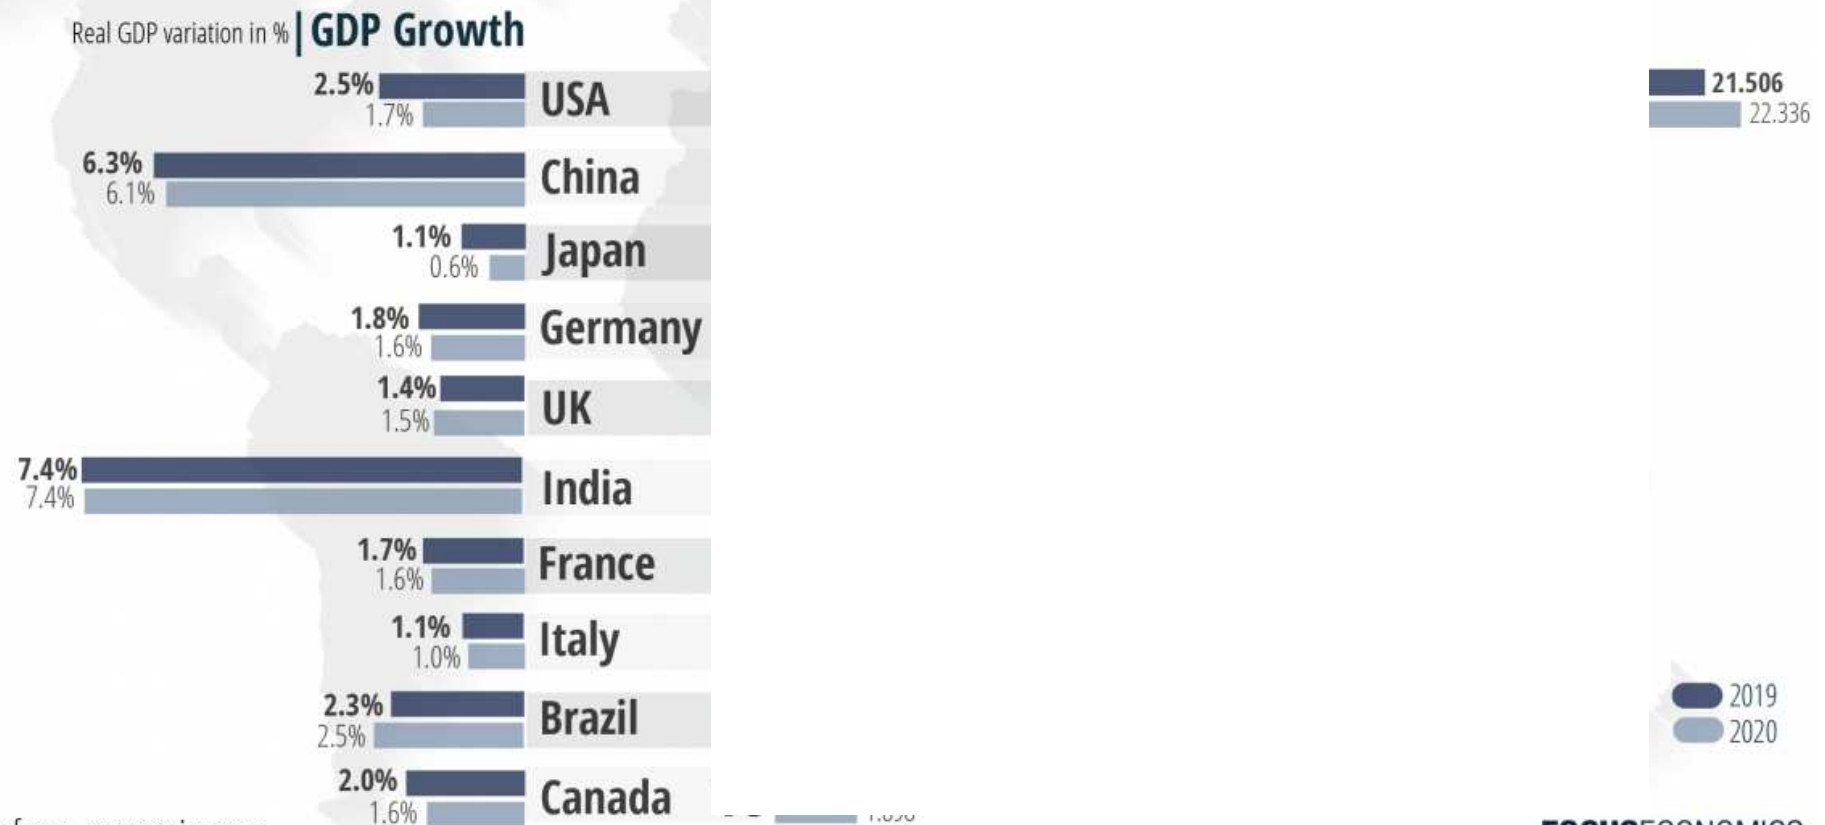 Real GDP variation in % | GDP Growth
2.5%
1.7%
USA
21.506
22.336
6.3%
6.1%
China
1.1%
0.6%
Japan
1.8%
1.6%
Germany
1.4%
1.5%
UK
7.4%
7.4%
India
1.7%
1.6%
France
1.1%
1.0%
Italy
2.3%
2.5%
Brazil
2.0%
1.6%
Canada
2019
2020